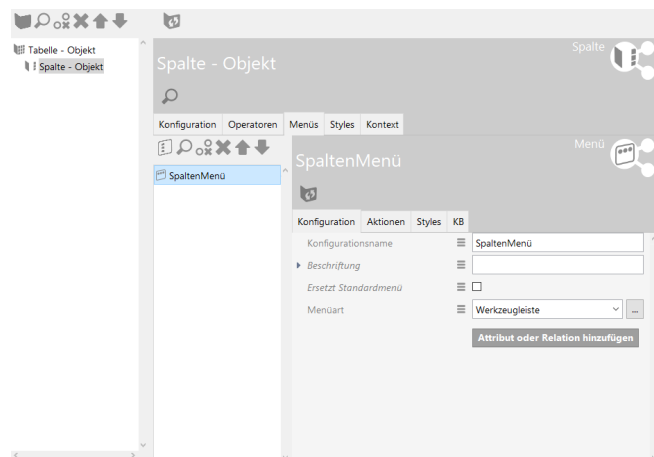 Tabelle - Objekt
Spalte - Objekt
Spalte - Objekt
Spalte
Konfiguration Operatoren Menüs Styles Kontext
SpaltenMenü
SpaltenMenü
Menü
Konfiguration Aktionen Styles KB
Konfigurationsname SpaltenMenü
Beschriftung
Ersetzt Standardmenü
Menüart Werkzeugleiste ...
Attribut oder Relation hinzufügen